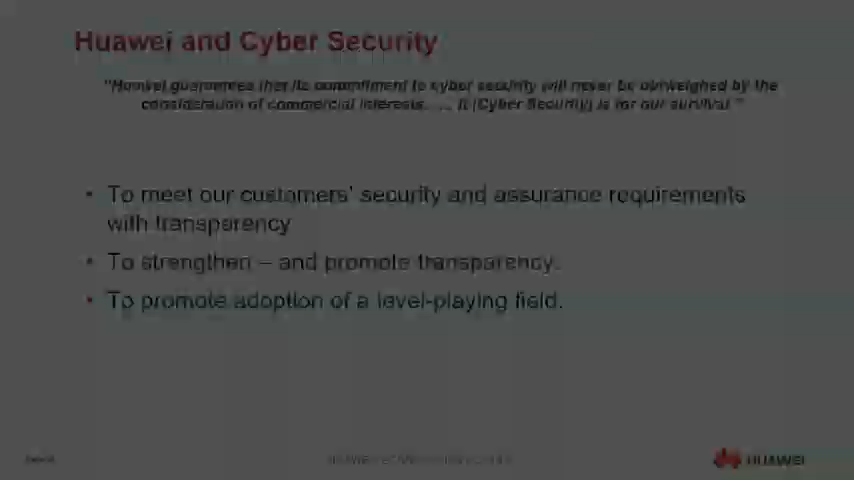 Huawei and Cyber Security
"Huawei guarantees that its commitment to cyber security will never be outweighed by the
consideration of commercial interests. ... It (Cyber Security) is for our survival."
• To meet our customers' security and assurance requirements
with transparency
• To strengthen – and promote transparency.
• To promote adoption of a level-playing field.
HUAWEI